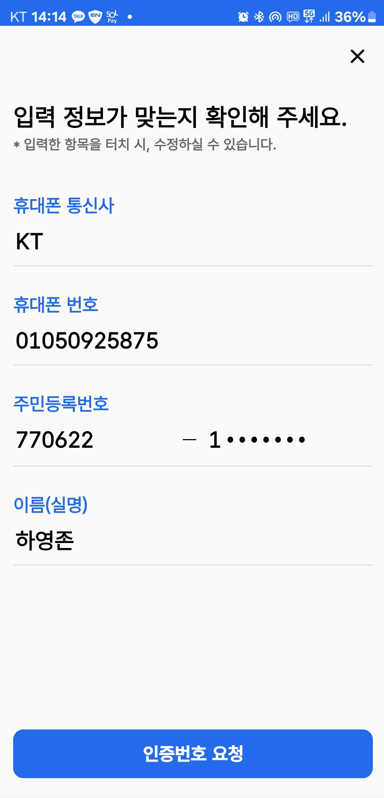 KT 14:14
36%
입력 정보가 맞는지 확인해 주세요.
* 입력한 항목을 터치 시, 수정하실 수 있습니다.
휴대폰 통신사
KT
휴대폰 번호
01050925875
주민등록번호
770622 – 1•••••••
이름(실명)
하영존
인증번호 요청